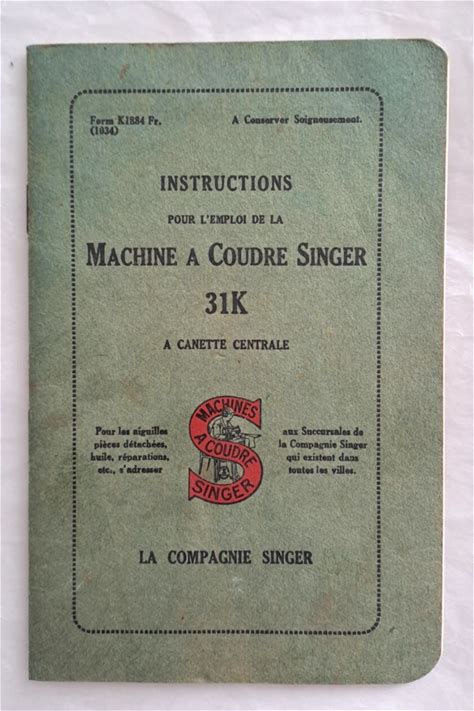 Form K1884 Fr.
(1034)
A Conserver Soigneusement.
INSTRUCTIONS
POUR L'EMPLOI DE LA
MACHINE A COUDRE SINGER
31K
A CANETTE CENTRALE
MACHINES
A COUDRE
SINGER
Pour les aiguilles
pièces détachées,
huile, réparations,
etc., s'adresser
aux Succursales de
la Compagnie Singer
qui existent dans
toutes les villes.
LA COMPAGNIE SINGER